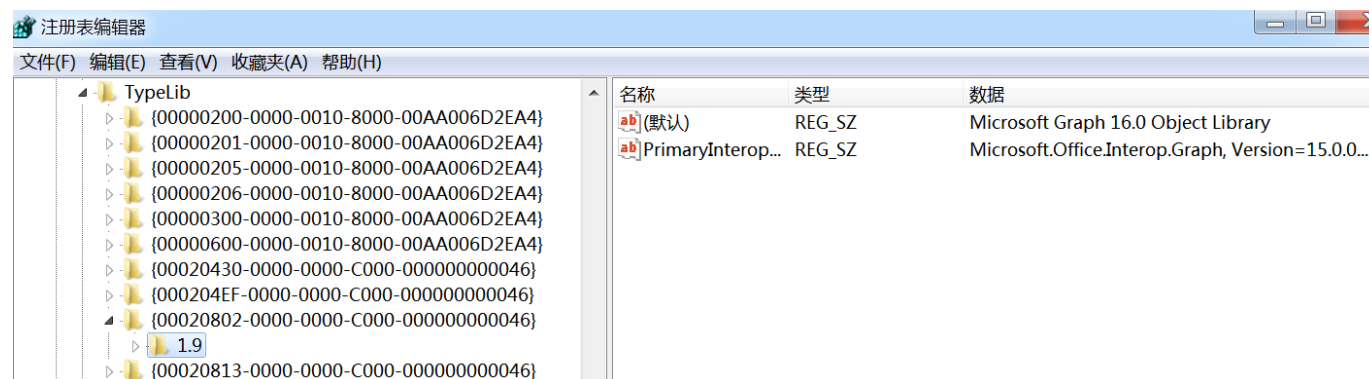 注册表编辑器
文件(F) 编辑(E) 查看(V) 收藏夹(A) 帮助(H)
TypeLib
{00000200-0000-0010-8000-00AA006D2EA4}
{00000201-0000-0010-8000-00AA006D2EA4}
{00000205-0000-0010-8000-00AA006D2EA4}
{00000206-0000-0010-8000-00AA006D2EA4}
{00000300-0000-0010-8000-00AA006D2EA4}
{00000600-0000-0010-8000-00AA006D2EA4}
{00020430-0000-0000-C000-000000000046}
{000204EF-0000-0000-C000-000000000046}
{00020802-0000-0000-C000-000000000046}
1.9
{00020813-0000-0000-C000-000000000046}
名称 类型 数据
ab (默认) REG_SZ Microsoft Graph 16.0 Object Library
ab PrimaryInterop... REG_SZ Microsoft.Office.Interop.Graph, Version=15.0.0...